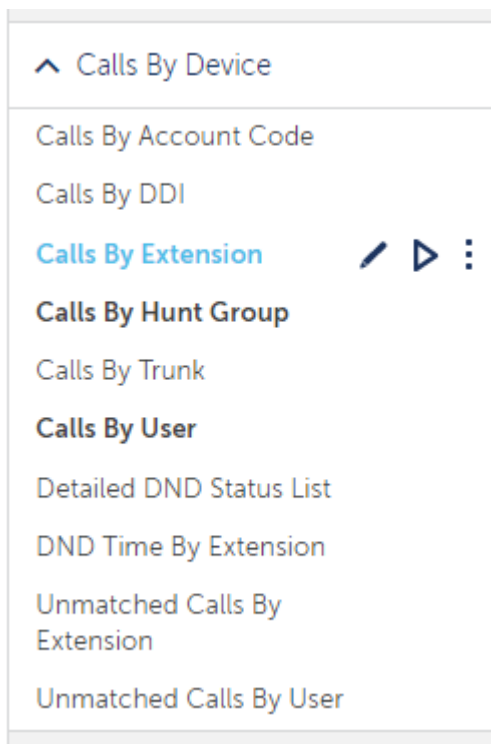 Calls By Device
Calls By Account Code
Calls By DDI
Calls By Extension
Calls By Hunt Group
Calls By Trunk
Calls By User
Detailed DND Status List
DND Time By Extension
Unmatched Calls By
Extension
Unmatched Calls By User